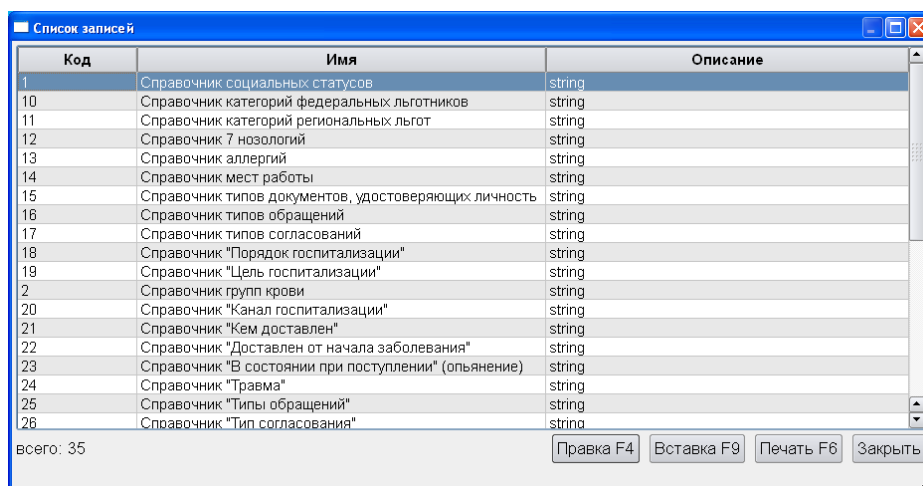 Список записей
Код Имя Описание
1 Справочник социальных статусов string
10 Справочник категорий федеральных льготников string
11 Справочник категорий региональных льгот string
12 Справочник 7 нозологий string
13 Справочник аллергий string
14 Справочник мест работы string
15 Справочник типов документов, удостоверяющих личность string
16 Справочник типов обращений string
17 Справочник типов согласований string
18 Справочник "Порядок госпитализации" string
19 Справочник "Цель госпитализации" string
2 Справочник групп крови string
20 Справочник "Канал госпитализации" string
21 Справочник "Кем доставлен" string
22 Справочник "Доставлен от начала заболевания" string
23 Справочник "В состоянии при поступлении" (опьянение) string
24 Справочник "Травма" string
25 Справочник "Типы обращений" string
26 Справочник "Тип согласования" string
всего: 35 Правка F4 Вставка F9 Печать F6 Закрыть